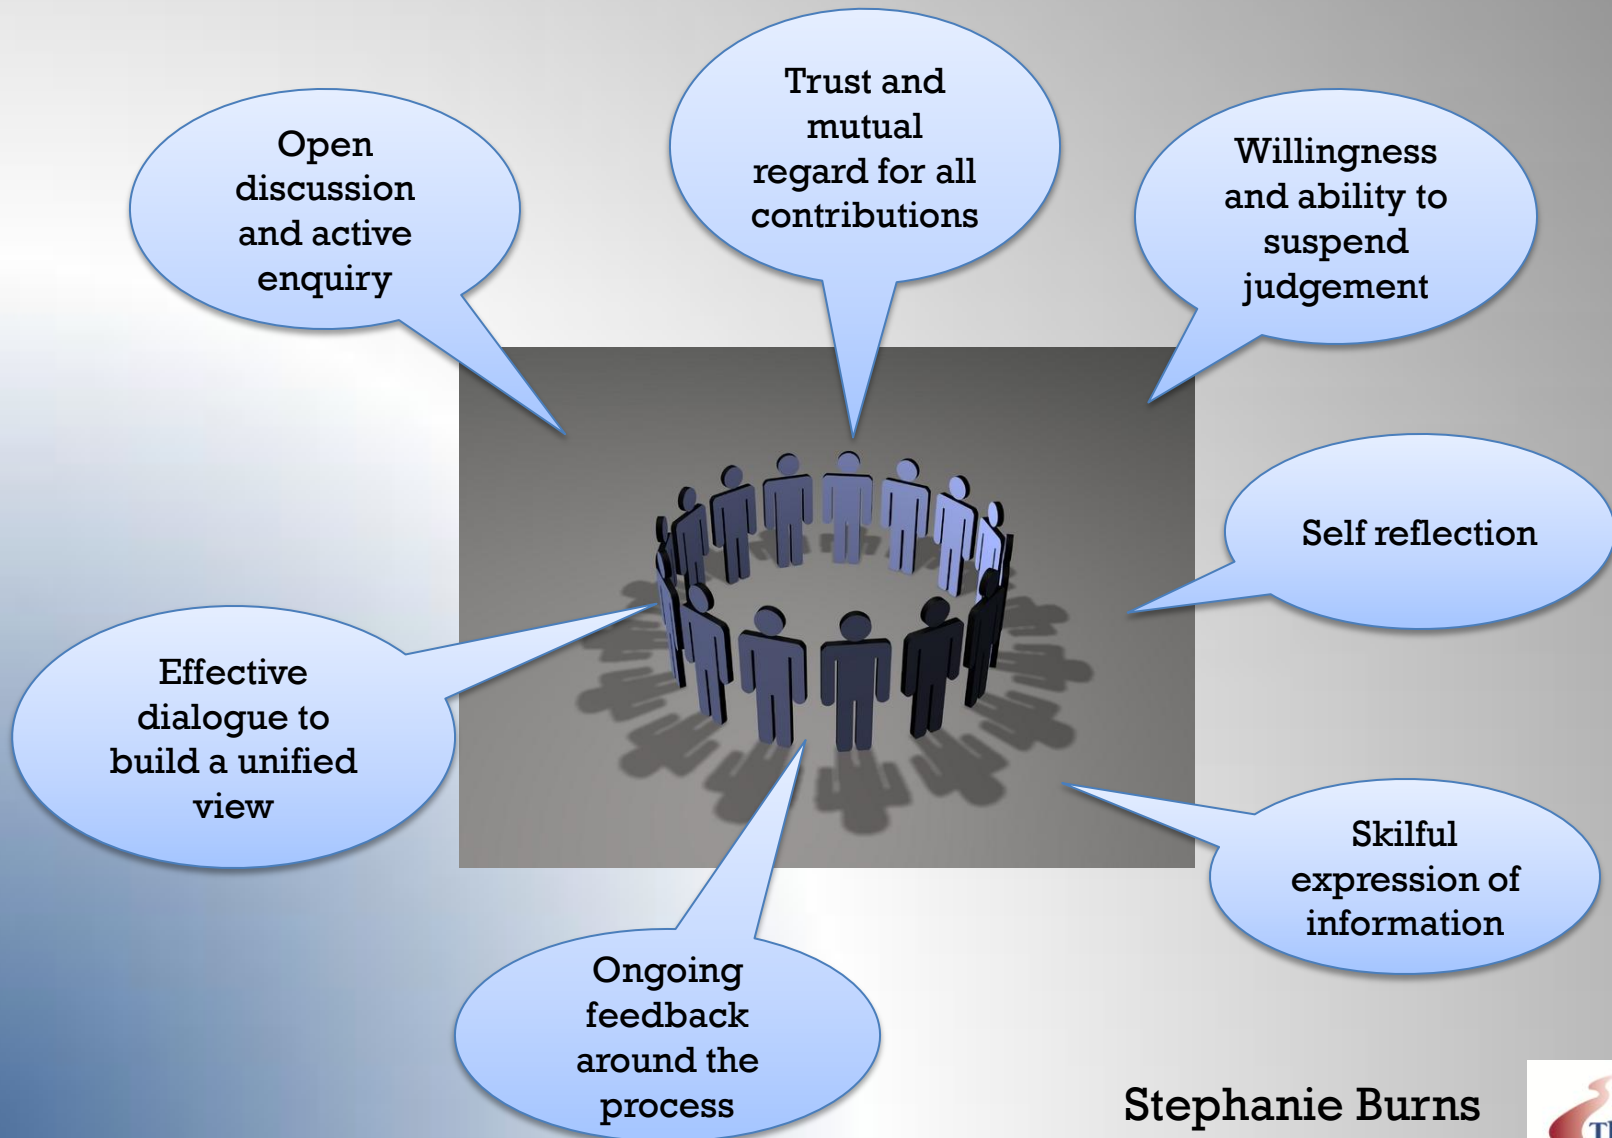 Trust and
mutual
regard for all
contributions
Open
discussion
and active
enquiry
Willingness
and ability to
suspend
judgement
Self reflection
Effective
dialogue to
build a unified
view
Skilful
expression of
information
Ongoing
feedback
around the
process
Stephanie Burns